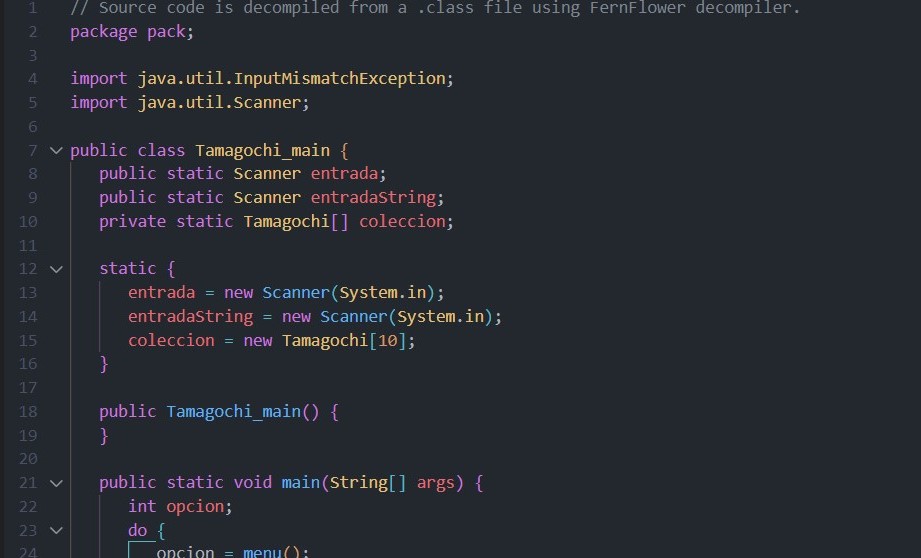 1 // Source code is decompiled from a .class file using FernFlower decompiler.
2 package pack;
3
4 import java.util.InputMismatchException;
5 import java.util.Scanner;
6
7 public class Tamagochi_main {
8 public static Scanner entrada;
9 public static Scanner entradaString;
10 private static Tamagochi[] coleccion;
11
12 static {
13 entrada = new Scanner(System.in);
14 entradaString = new Scanner(System.in);
15 coleccion = new Tamagochi[10];
16 }
17
18 public Tamagochi_main() {
19 }
20
21 public static void main(String[] args) {
22 int opcion;
23 do {
24 opcion = menu();